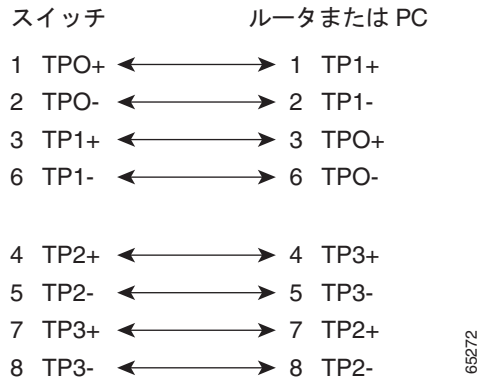 スイッチ ルータまたは PC
1 TPO+ 1 TP1+
2 TPO- 2 TP1-
3 TP1+ 3 TPO+
6 TP1- 6 TPO-
4 TP2+ 4 TP3+
5 TP2- 5 TP3-
7 TP3+ 7 TP2+
8 TP3- 8 TP2-
65272